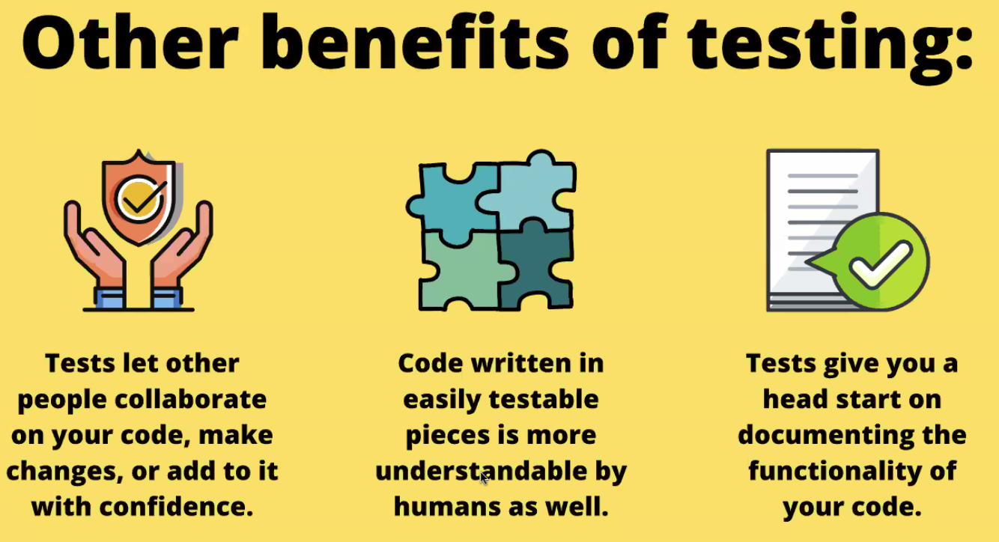 Other benefits of testing:
Tests let other
people collaborate
on your code, make
changes, or add to it
with confidence.
Code written in
easily testable
pieces is more
understandable by
humans as well.
Tests give you a
head start on
documenting the
functionality of
your code.